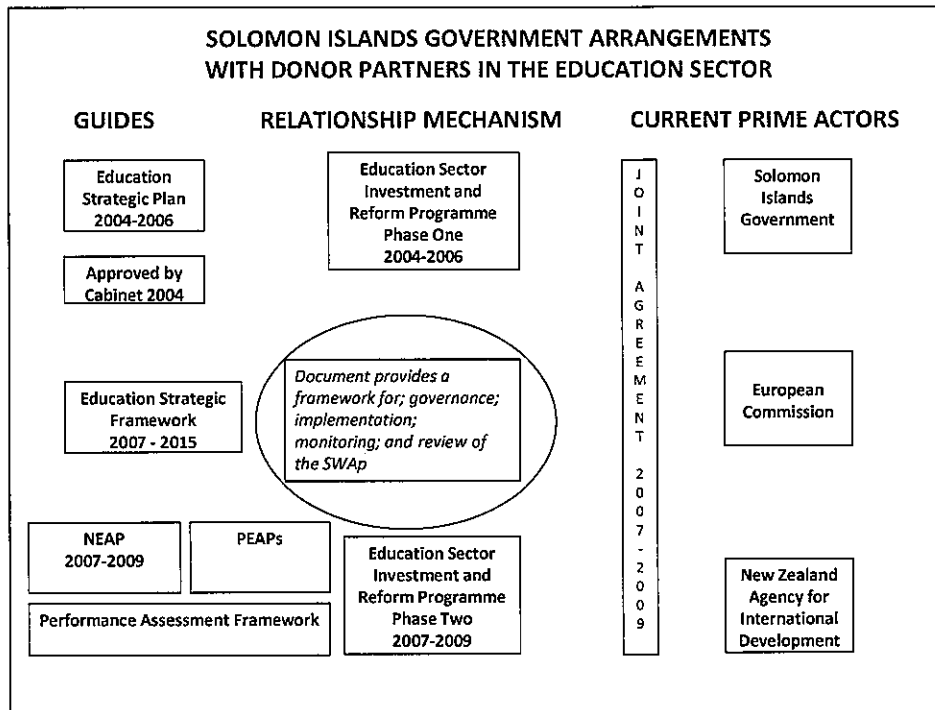 SOLOMON ISLANDS GOVERNMENT ARRANGEMENTS
WITH DONOR PARTNERS IN THE EDUCATION SECTOR
GUIDES
Education
Strategic Plan
2004-2006
Approved by
Cabinet 2004
Education Strategic
Framework
2007 - 2015
NEAP
2007-2009
PEAPs
Performance Assessment Framework
RELATIONSHIP MECHANISM
Education Sector
Investment and
Reform Programme
Phase One
2004-2006
Document provides a
framework for; governance;
implementation;
monitoring; and review of
the SWAp
Education Sector
Investment and
Reform Programme
Phase Two
2007-2009
CURRENT PRIME ACTORS
JOINT AGREEMENT 2007-2009
Solomon
Islands
Government
European
Commission
New Zealand
Agency for
International
Development